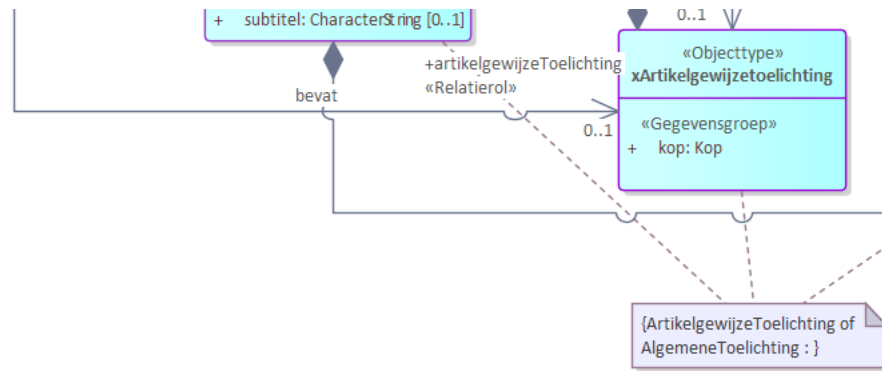 + subtitel: CharacterString [0..1]
0..1
+artikelgewijzeToelichting
«Relatierol»
bevat
0..1
«Objecttype»
xArtikelgewijzetoelichting
«Gegevensgroep»
+ kop: Kop
{ArtikelgewijzeToelichting of
AlgemeneToelichting : }